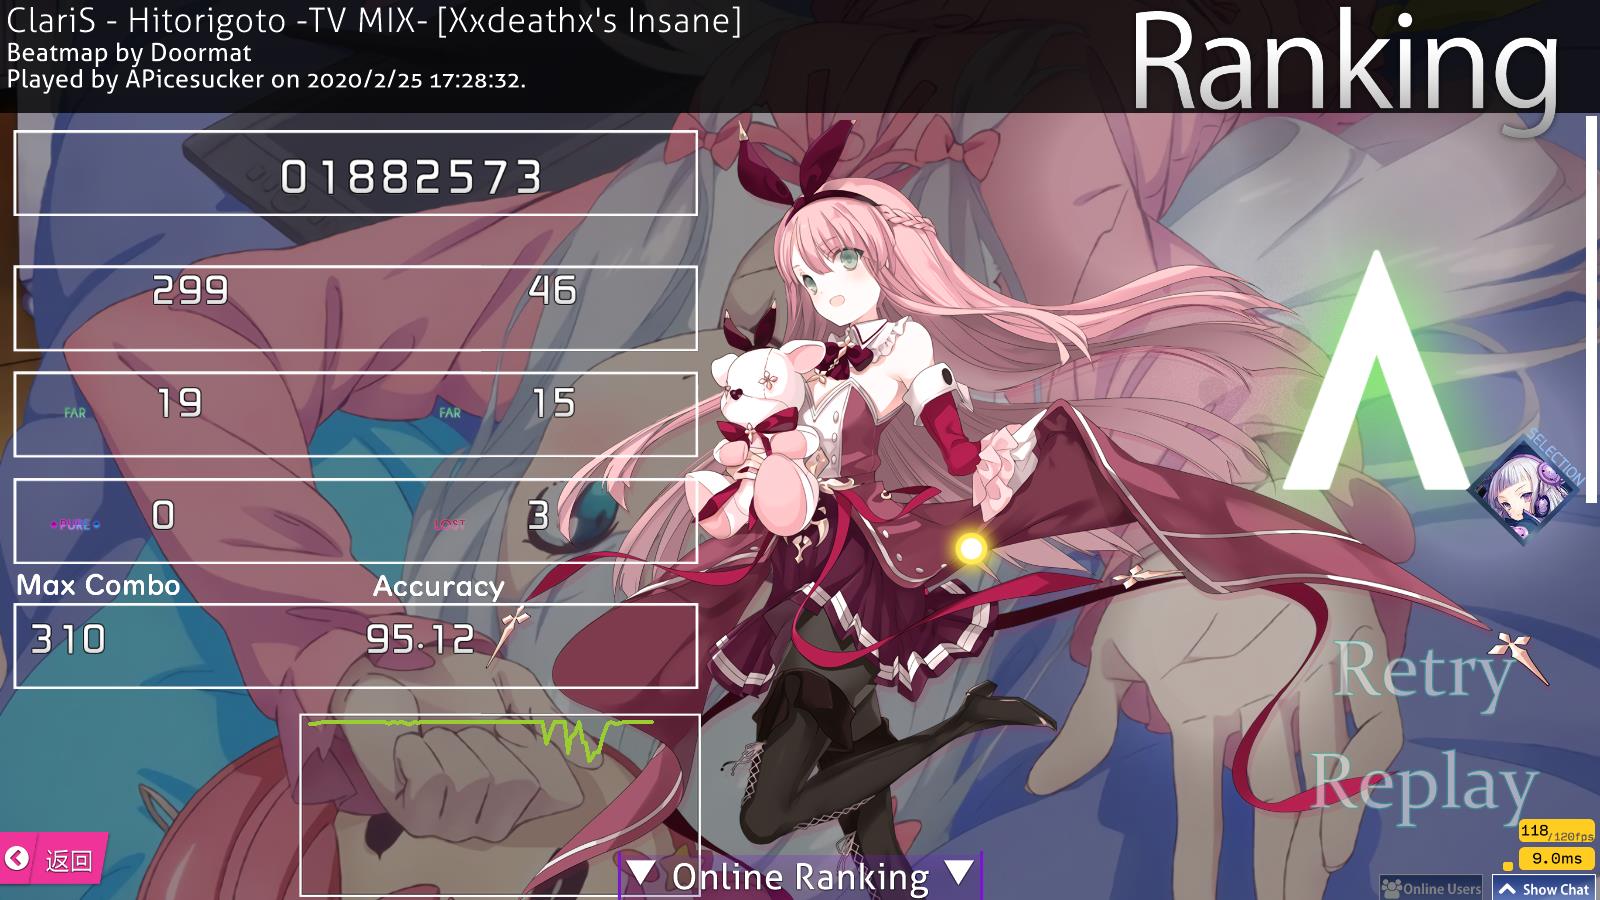 ClariS - Hitorigoto -TV MIX- [Xxdeathx's Insane]
Beatmap by Doormat
Played by APicesucker on 2020/2/25 17:28:32.
Ranking
01882573
299 46
FAR 19 FAR 15
PURE 0 LOST 3
Max Combo Accuracy
310 95.12
SELECTION
Retry
Replay
返回
▼ Online Ranking ▼
118/120fps
9.0ms
Online Users Show Chat